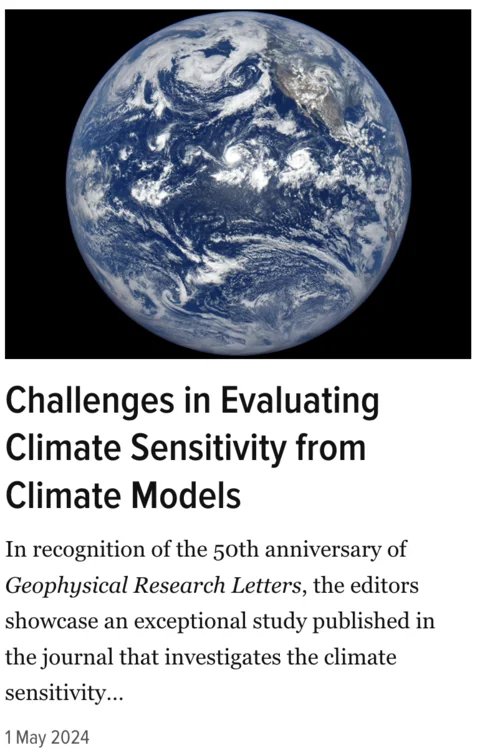 Challenges in Evaluating
Climate Sensitivity from
Climate Models
In recognition of the 50th anniversary of
Geophysical Research Letters, the editors
showcase an exceptional study published in
the journal that investigates the climate
sensitivity...
1 May 2024